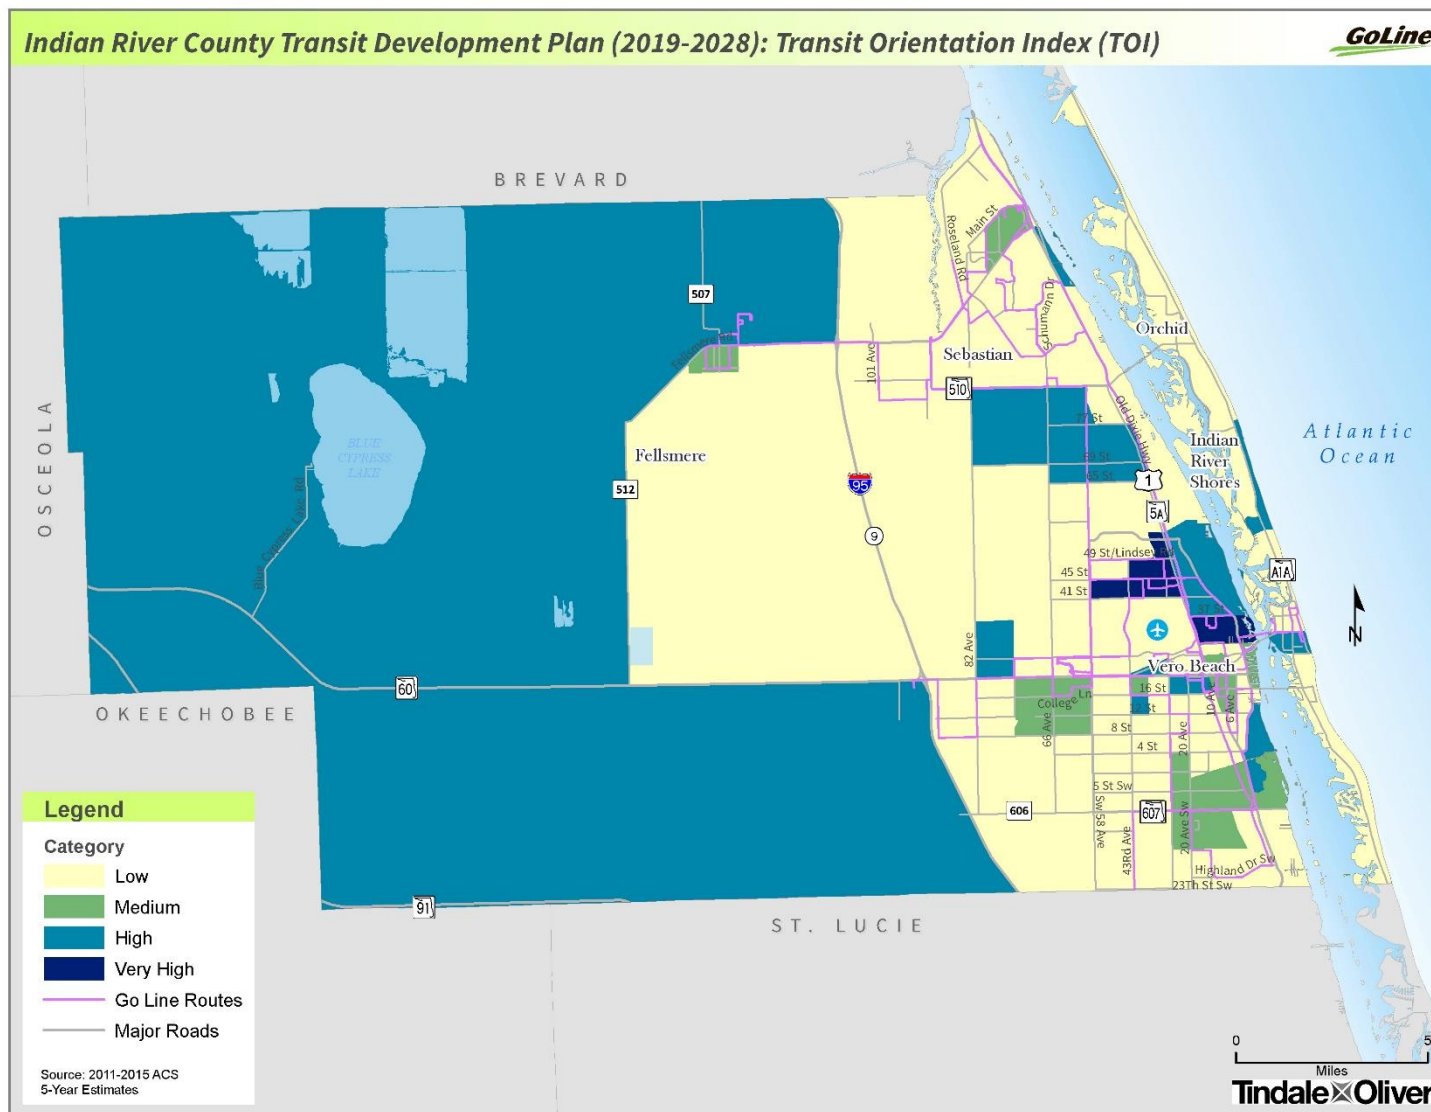 Indian River County Transit Development Plan (2019-2028): Transit Orientation Index (TOI)
GoLine
BREVARD
Roseland Rd
Main St
Schumann Dr
507
Fellsmere Rd
Orchid
Sebastian
101 Ave
510
Old Dixie Hwy
77 St
OSCEOLA
BLUE
CYPRESS
LAKE
Fellsmere
Indian
River
Shores
Atlantic
Ocean
69 St
65 St
512
95
1
5A
Blue Cypress Lake Rd
9
49 St/Lindsey Rd
45 St
41 St
A1A
37 St
N
82 Ave
Vero Beach
60
16 St
College Ln
12 St
10 Ave
6 Ave
OKEECHOBEE
66 Ave
8 St
20 Ave
4 St
5 St Sw
606
607
Sw 58 Ave
43Rd Ave
20 Ave Sw
Highland Dr Sw
23Th St Sw
91
ST. LUCIE
Legend
Category
Low
Medium
High
Very High
Go Line Routes
Major Roads
Source: 2011-2015 ACS
5-Year Estimates
0 5
Miles
Tindale Oliver